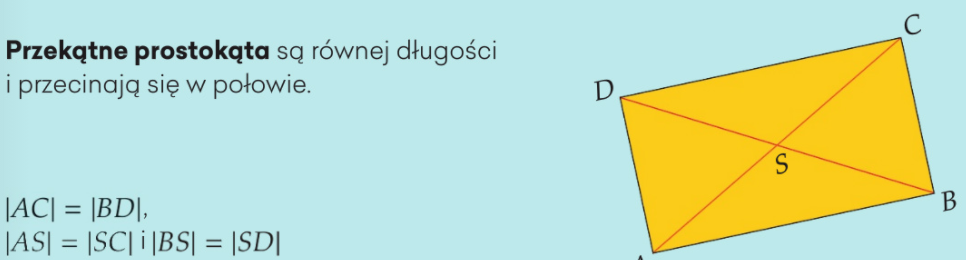 Przekątne prostokąta są równej długości
i przecinają się w połowie.
|AC| = |BD|,
|AS| = |SC| i |BS| = |SD|
C
D
S
B